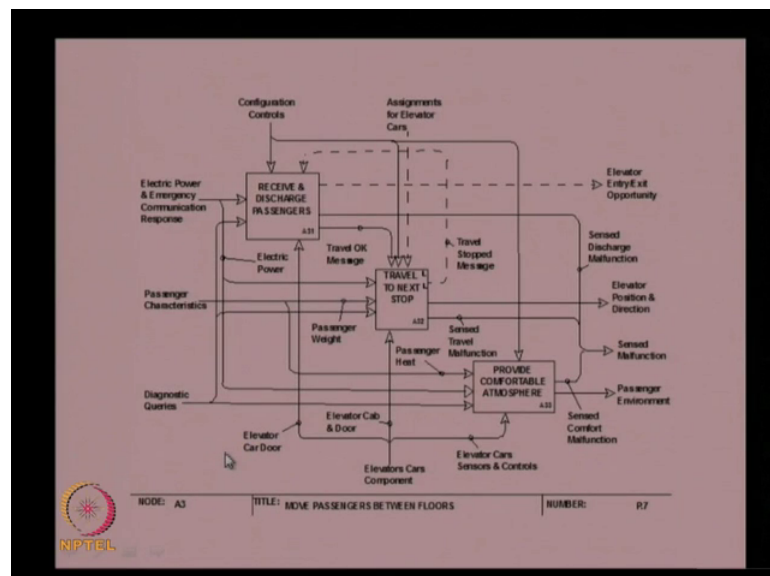 Configuration
Controls
Assignments
for Elevator
Cars
Electric Power
& Emergency
Communication
Response
RECEIVE &
DISCHARGE
PASSENGERS
A31
Elevator
Entry/Exit
Opportunity
Electric
Power
Travel OK
Message
Travel
Stopped
Message
Sensed
Discharge
Malfunction
TRAVEL
TO NEXT
STOP
A32
Passenger
Characteristics
Passenger
Weight
Elevator
Position &
Direction
Sensed
Travel
Malfunction
Passenger
Heat
Sensed
Malfunction
PROVIDE
COMFORTABLE
ATMOSPHERE
A33
Passenger
Environment
Diagnostic
Queries
Elevator Cab
& Door
Sensed
Comfort
Malfunction
Elevator
Car Door
Elevator Cars
Sensors & Controls
Elevators Cars
Component
NODE: A3
TITLE: MOVE PASSENGERS BETWEEN FLOORS
NUMBER: P.7
NPTEL